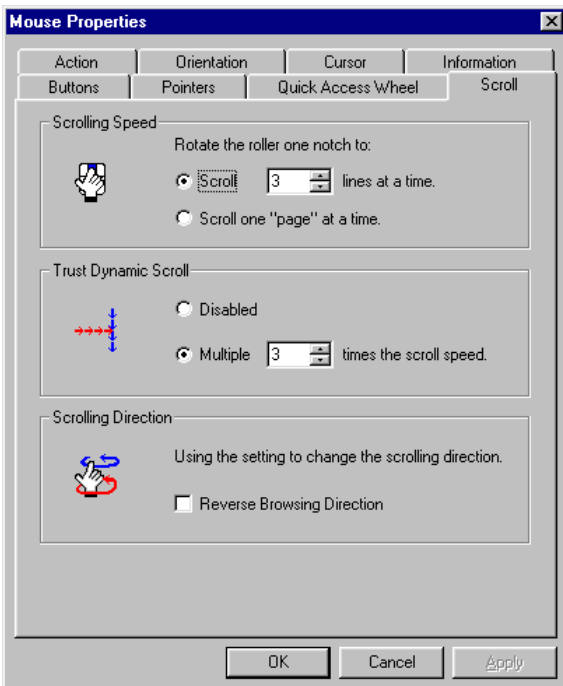 Mouse Properties
Action Orientation Cursor Information
Buttons Pointers Quick Access Wheel Scroll
Scrolling Speed
Rotate the roller one notch to:
Scroll 3 lines at a time.
Scroll one "page" at a time.
Trust Dynamic Scroll
Disabled
Multiple 3 times the scroll speed.
Scrolling Direction
Using the setting to change the scrolling direction.
Reverse Browsing Direction
OK Cancel Apply